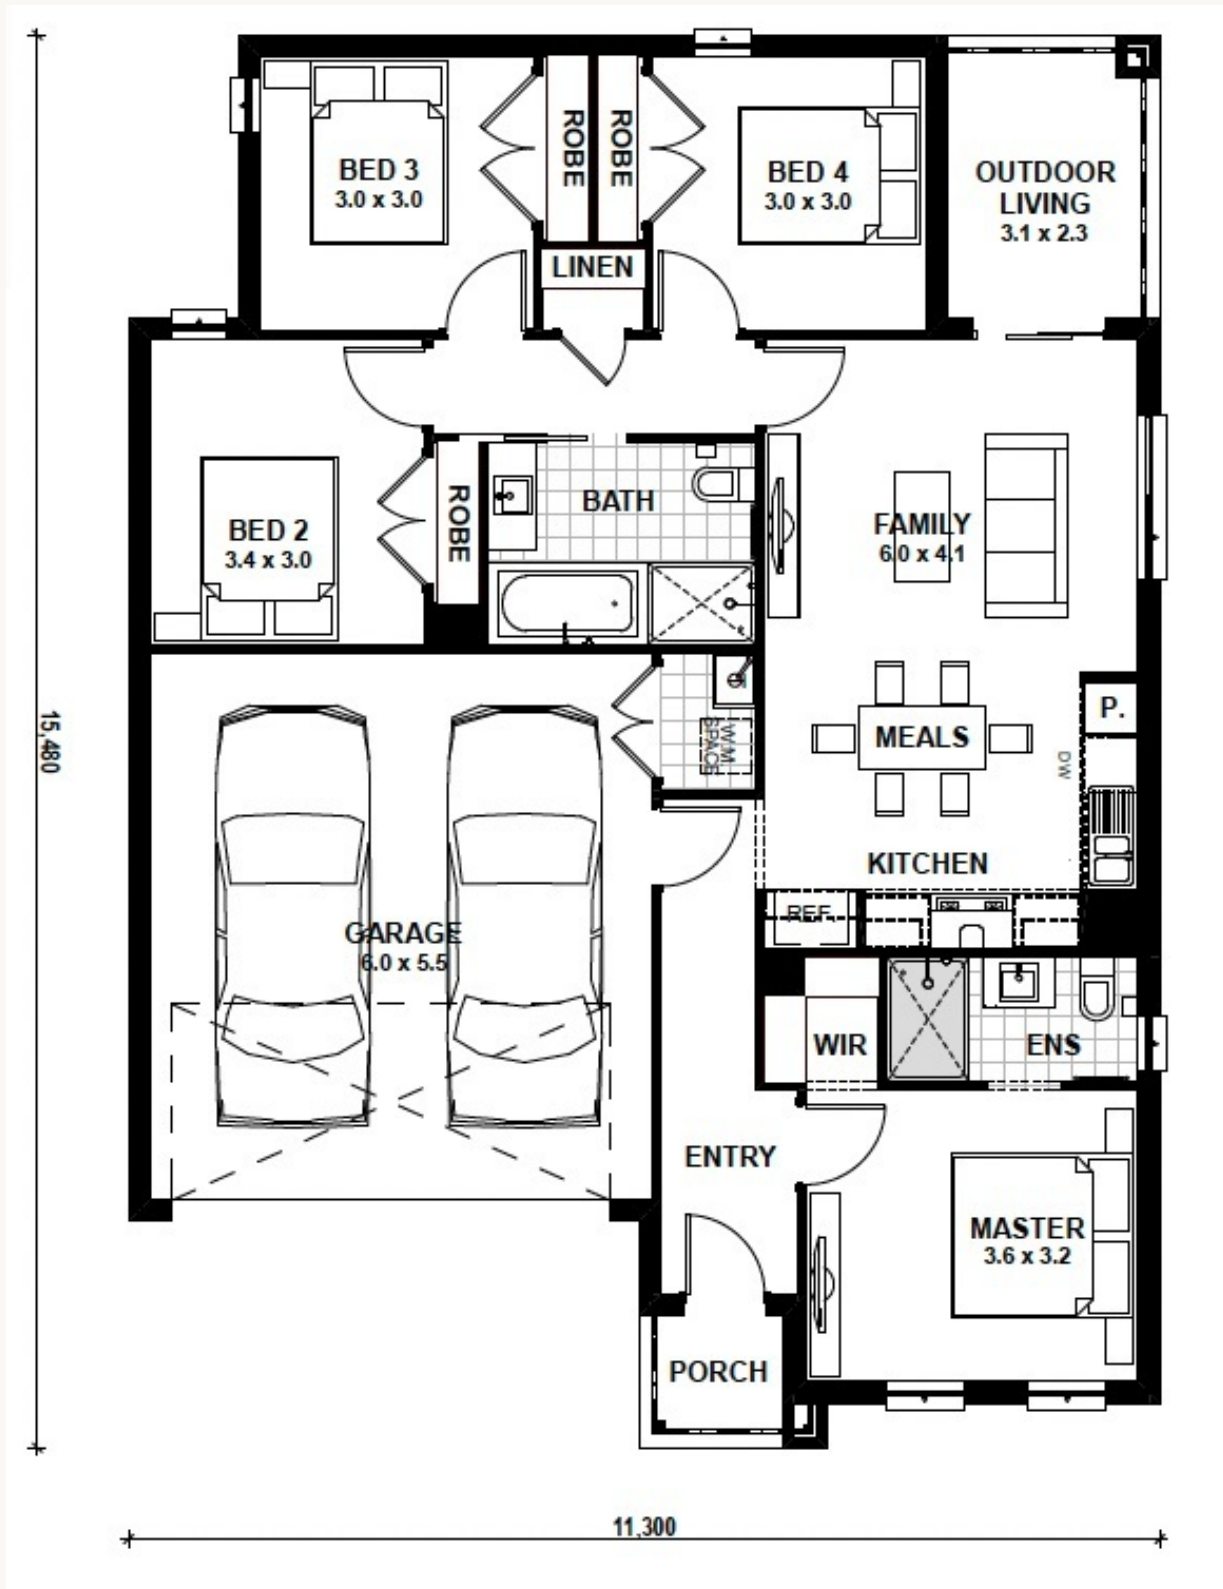 BED 3
3.0 x 3.0
ROBE
ROBE
BED 4
3.0 x 3.0
OUTDOOR
LIVING
3.1 x 2.3
LINEN
BED 2
3.4 x 3.0
ROBE
BATH
FAMILY
6.0 x 4.1
15,480
W.M
SPACE
MEALS
P.
DW
KITCHEN
REF.
GARAGE
6.0 x 5.5
WIR
ENS
ENTRY
MASTER
3.6 x 3.2
PORCH
11,300